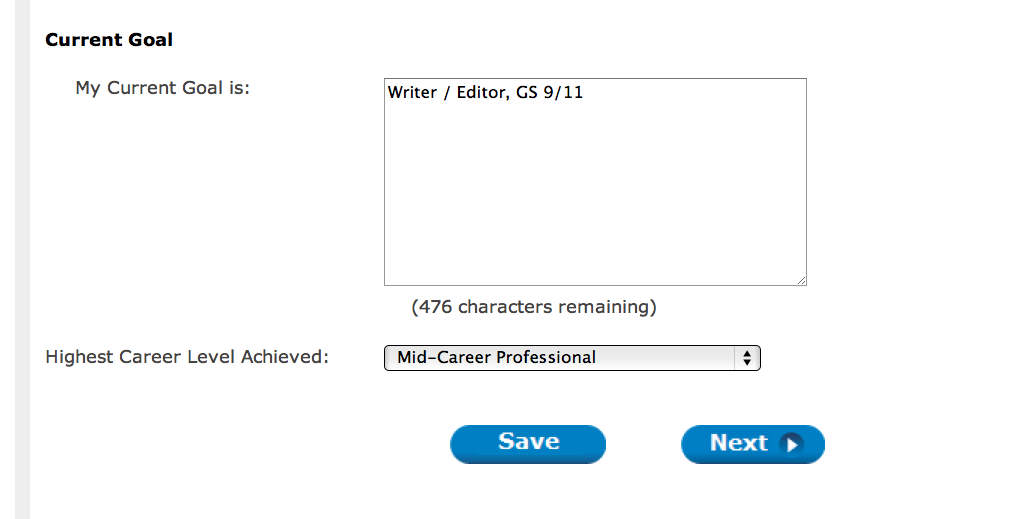 Current Goal
My Current Goal is:
Writer / Editor, GS 9/11
(476 characters remaining)
Highest Career Level Achieved:
Mid-Career Professional
Save
Next